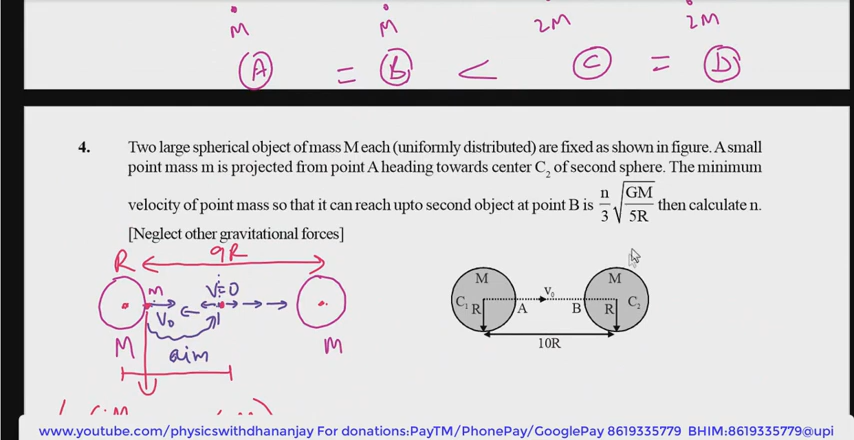 M M 2M 2M
A = B < C = D
4. Two large spherical object of mass M each (uniformly distributed) are fixed as shown in figure. A small
point mass m is projected from point A heading towards center C₂ of second sphere. The minimum
velocity of point mass so that it can reach upto second object at point B is n/3 √(GM/5R) then calculate n.
[Neglect other gravitational forces]
R 9R
m V=0
V₀
M aim M
M M
C₁ R A V₀ B R C₂
10R
www.youtube.com/physicswithdhananjay For donations:PayTM/PhonePay/GooglePay 8619335779 BHIM:8619335779@upi